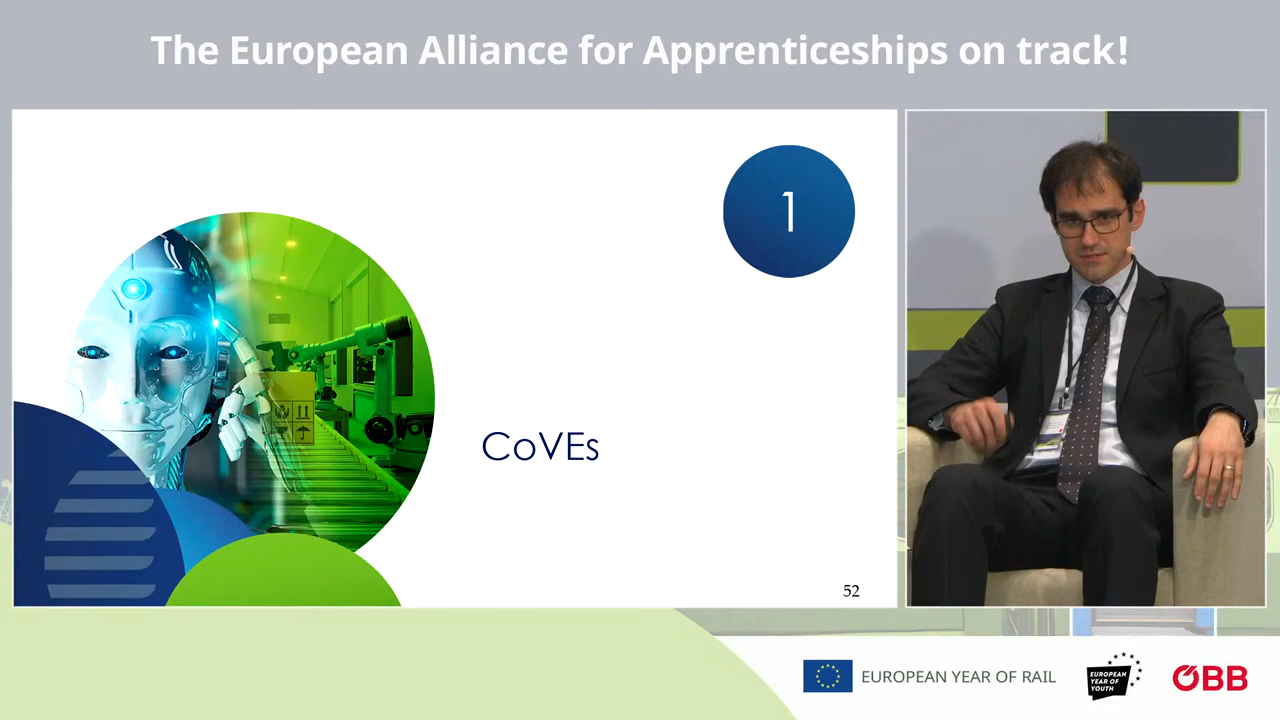 The European Alliance for Apprenticeships on track!
1
CoVEs
52
EUROPEAN YEAR OF RAIL
EUROPEAN
YEAR OF
YOUTH
ÖBB